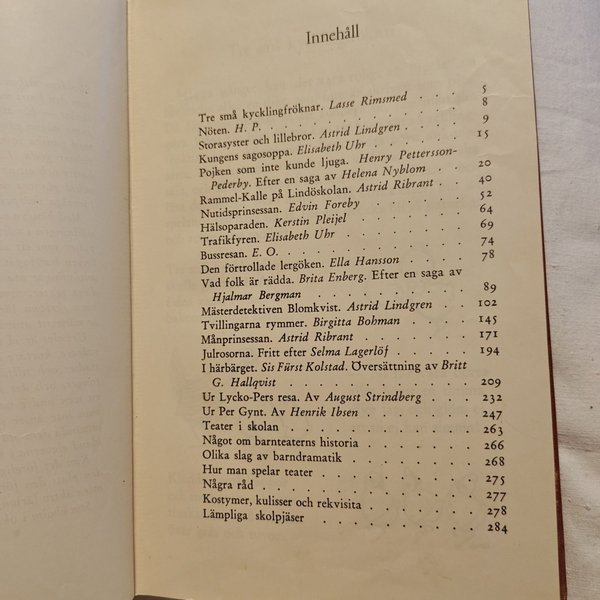 Innehåll
Tre små kycklingfröknar. Lasse Rimsmed . . . 5
Nöten. H. P. . . . . . . . . . . 8
Storasyster och lillebror. Astrid Lindgren . . . . 9
Kungens sagosoppa. Elisabeth Uhr . . . . . 15
Pojken som inte kunde ljuga. Henry Pettersson-
Pederby. Efter en saga av Helena Nyblom . . . 20
Rammel-Kalle på Lindöskolan. Astrid Ribrant . . 40
Nutidsprinsessan. Edvin Foreby . . . . . . 52
Hälsoparaden. Kerstin Pleijel . . . . . . . 64
Trafikfyren. Elisabeth Uhr . . . . . . . 69
Bussresan. E. O. . . . . . . . . . 74
Den förtrollade lergöken. Ella Hansson . . . . 78
Vad folk är rädda. Brita Enberg. Efter en saga av
Hjalmar Bergman . . . . . . . . 89
Mästerdetektiven Blomkvist. Astrid Lindgren . . 102
Tvillingarna rymmer. Birgitta Bohman . . . . 145
Månprinsessan. Astrid Ribrant . . . . . . 171
Julrosorna. Fritt efter Selma Lagerlöf . . . . . 194
I härbärget. Sis Fürst Kolstad. Översättning av Britt
G. Hallqvist . . . . . . . . . 209
Ur Lycko-Pers resa. Av August Strindberg . . . 232
Ur Per Gynt. Av Henrik Ibsen . . . . . . 247
Teater i skolan . . . . . . . . . 263
Något om barnteaterns historia . . . . . . 266
Olika slag av barndramatik . . . . . . . 268
Hur man spelar teater . . . . . . . . 275
Några råd . . . . . . . . . . 277
Kostymer, kulisser och rekvisita . . . . . . 278
Lämpliga skolpjäser . . . . . . . . 284